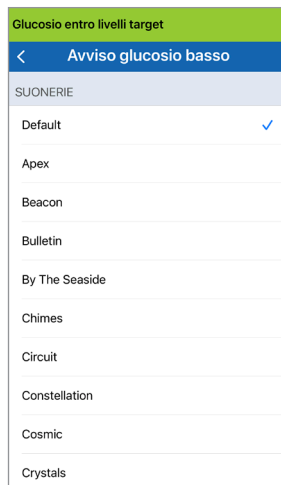 Glucosio entro livelli target
Avviso glucosio basso
SUONERIE
Default
Apex
Beacon
Bulletin
By The Seaside
Chimes
Circuit
Constellation
Cosmic
Crystals